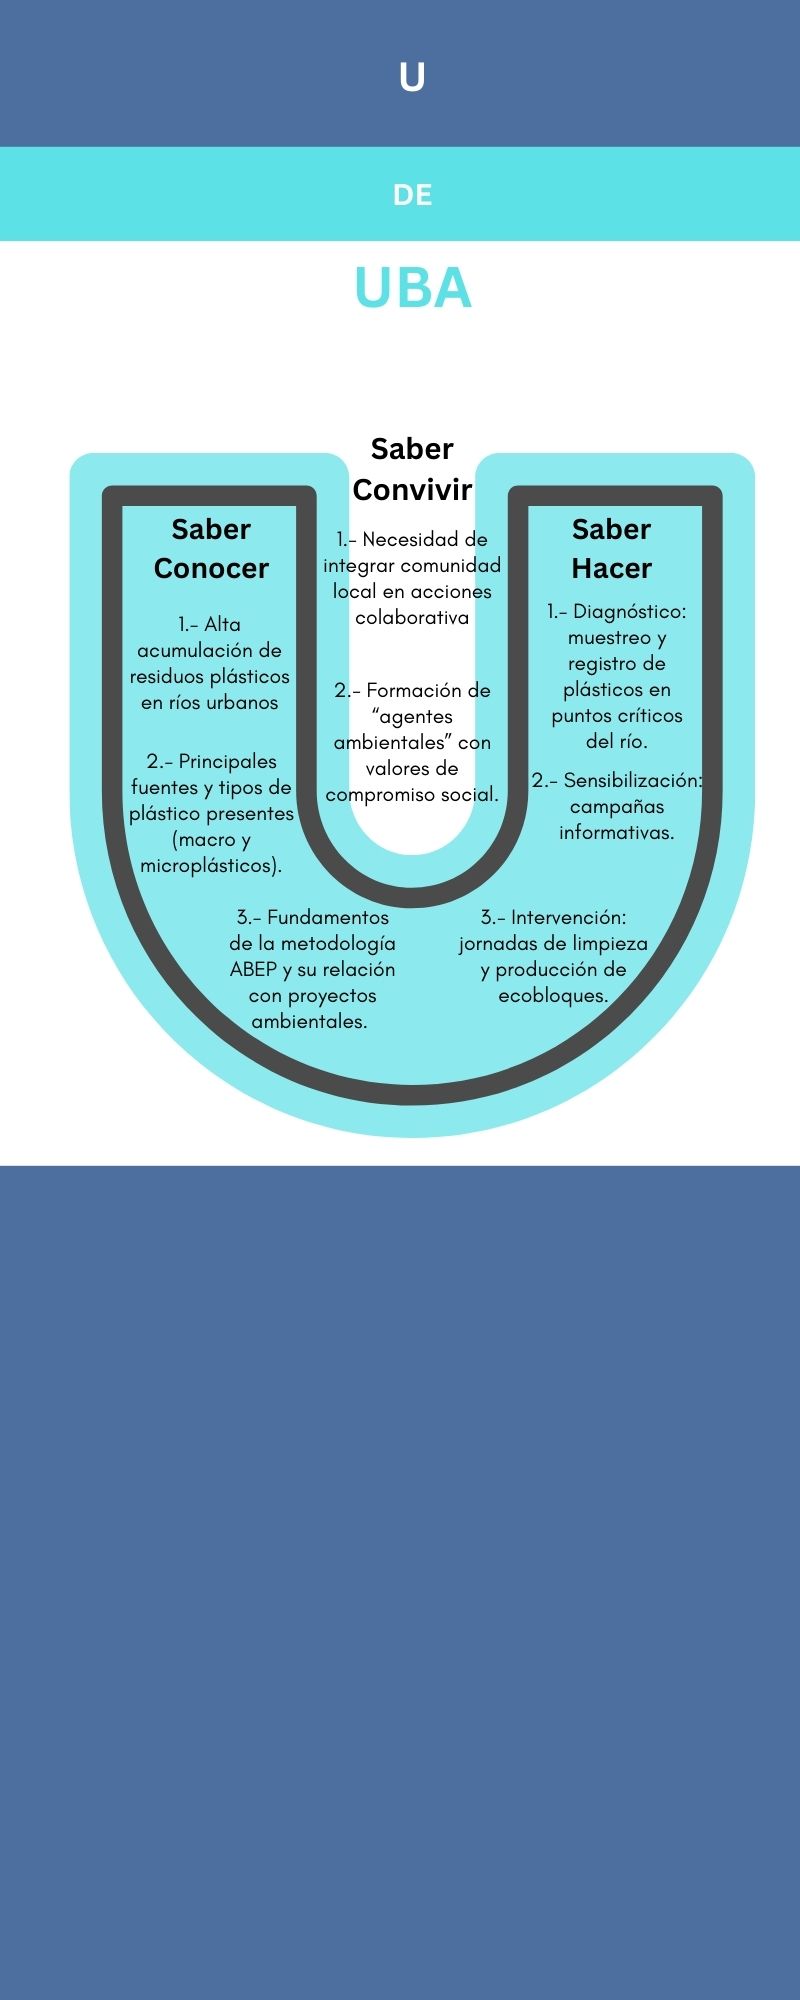 U
DE
UBA
Saber
Convivir
1.- Necesidad de
integrar comunidad
local en acciones
colaborativa
2.- Formación de
“agentes
ambientales” con
valores de
compromiso social.
Saber
Conocer
1.- Alta
acumulación de
residuos plásticos
en ríos urbanos
2.- Principales
fuentes y tipos de
plástico presentes
(macro y
microplásticos).
3.- Fundamentos
de la metodología
ABEP y su relación
con proyectos
ambientales.
Saber
Hacer
1.- Diagnóstico:
muestreo y
registro de
plásticos en
puntos críticos
del río.
2.- Sensibilización:
campañas
informativas.
3.- Intervención:
jornadas de limpieza
y producción de
ecobloques.